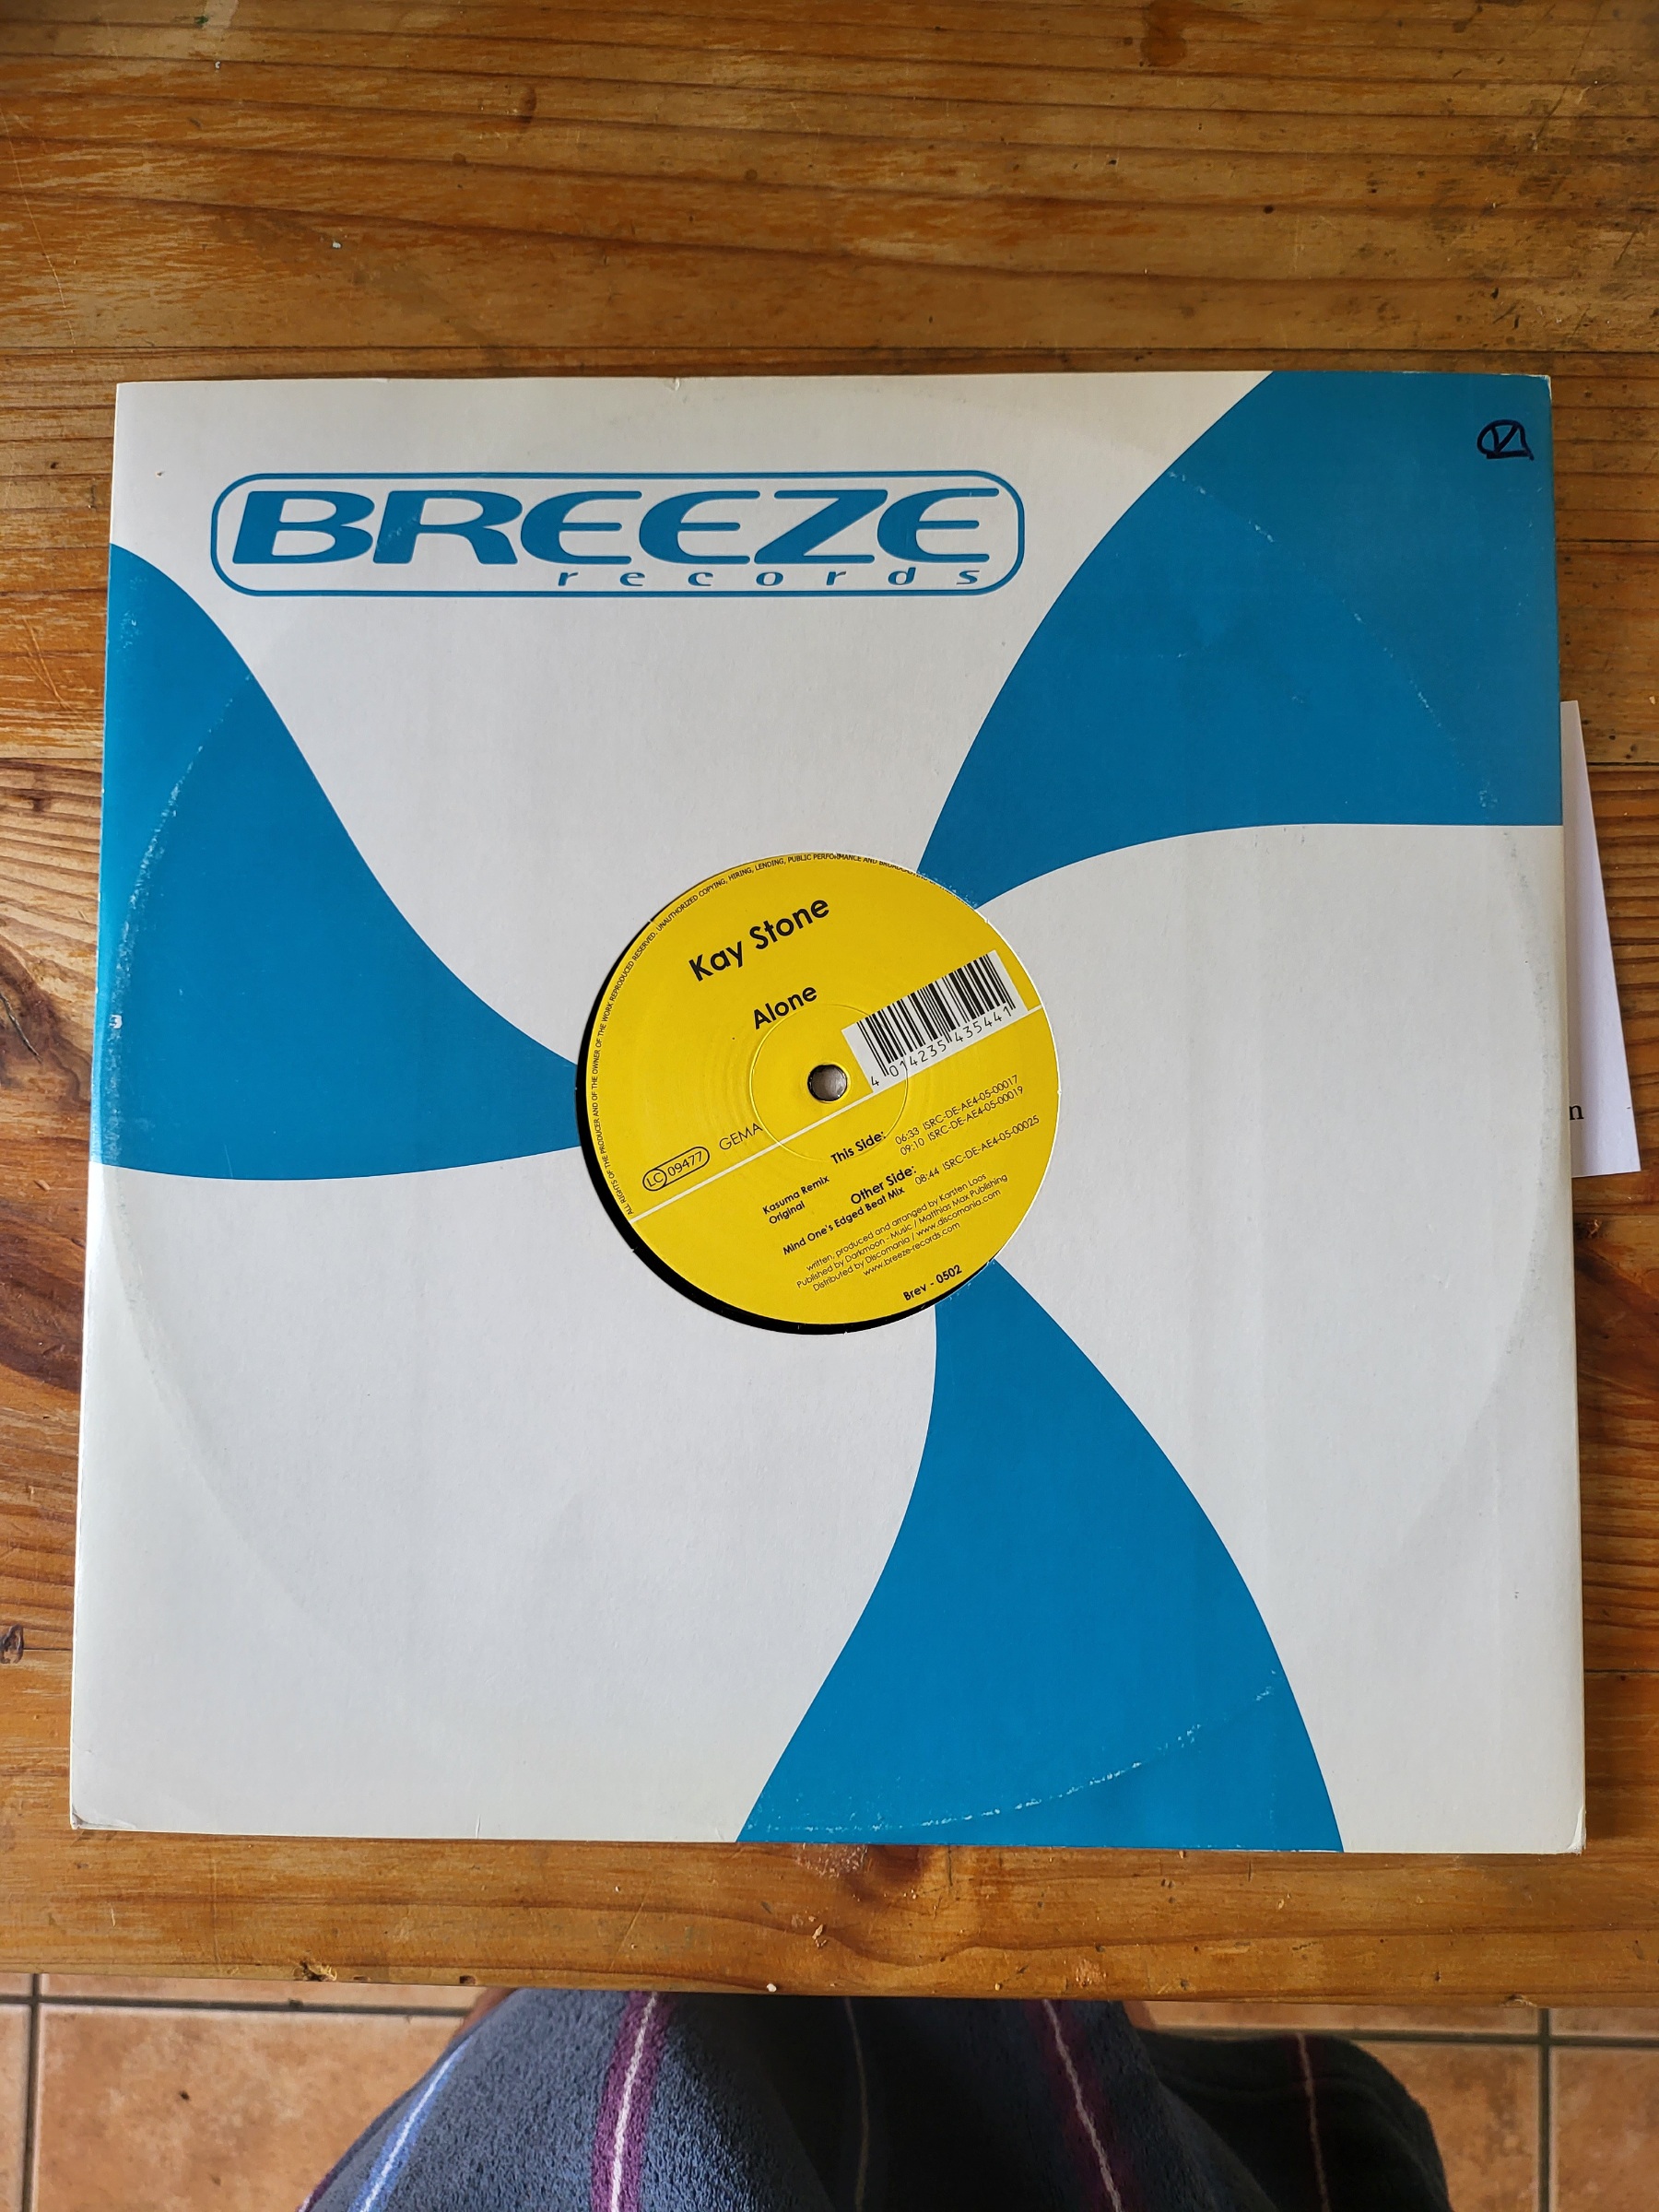 BREEZE
records
ALL RIGHTS OF THE PRODUCER AND OF THE OWNER OF THE WORK REPRODUCED RESERVED. UNAUTHORIZED COPYING, HIRING, LENDING, PUBLIC PERFORMANCE AND
Kay Stone
Alone
4 014235 435441
LC 09477 GEMA
This Side:
Kasuma Remix 06:33 ISRC-DE-AE4-05-00017
Original 09:10 ISRC-DE-AE4-05-00019
Other Side:
Mind One's Edged Beat Mix 08:44 ISRC-DE-AE4-05-00025
written, produced and arranged by Karsten Loos
Published by Darkmoon - Music / Matthias Max Publishing
Distributed by Discomania / www.discomania.com
www.breeze-records.com
Brev - 0502
n